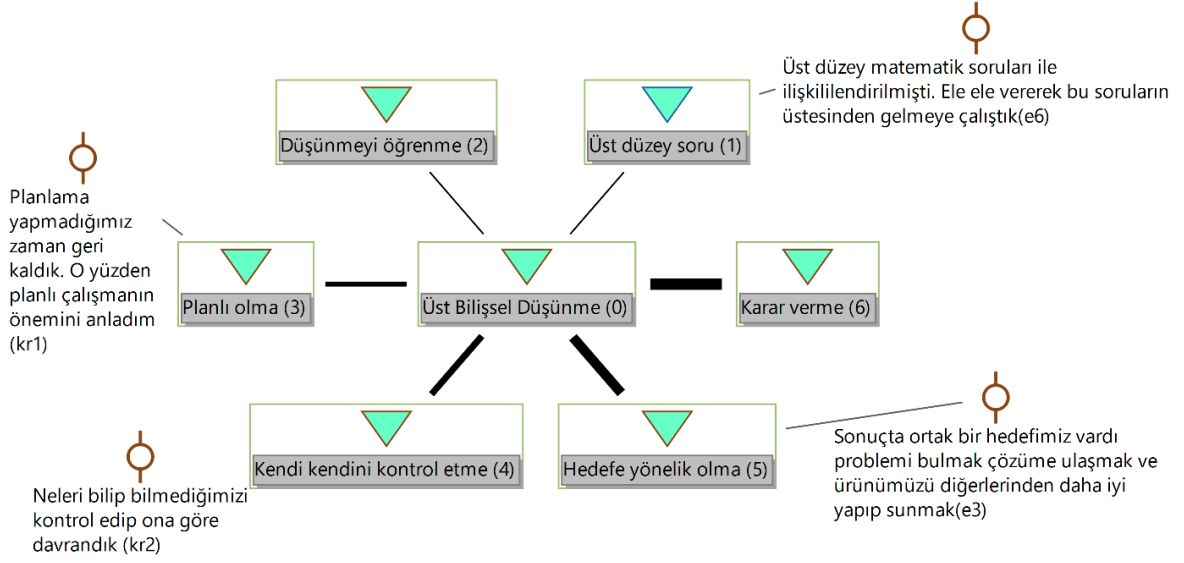 Üst düzey matematik soruları ile
ilişkililendirilmişti. Ele ele vererek bu soruların
üstesinden gelmeye çalıştık(e6)
Düşünmeyi öğrenme (2)
Üst düzey soru (1)
Planlama
yapmadığımız
zaman geri
kaldık. O yüzden
planlı çalışmanın
önemini anladım
(kr1)
Planlı olma (3)
Üst Bilişsel Düşünme (0)
Karar verme (6)
Kendi kendini kontrol etme (4)
Hedefe yönelik olma (5)
Neleri bilip bilmediğimizi
kontrol edip ona göre
davrandık (kr2)
Sonuçta ortak bir hedefimiz vardı
problemi bulmak çözüme ulaşmak ve
ürünümüzü diğerlerinden daha iyi
yapıp sunmak(e3)